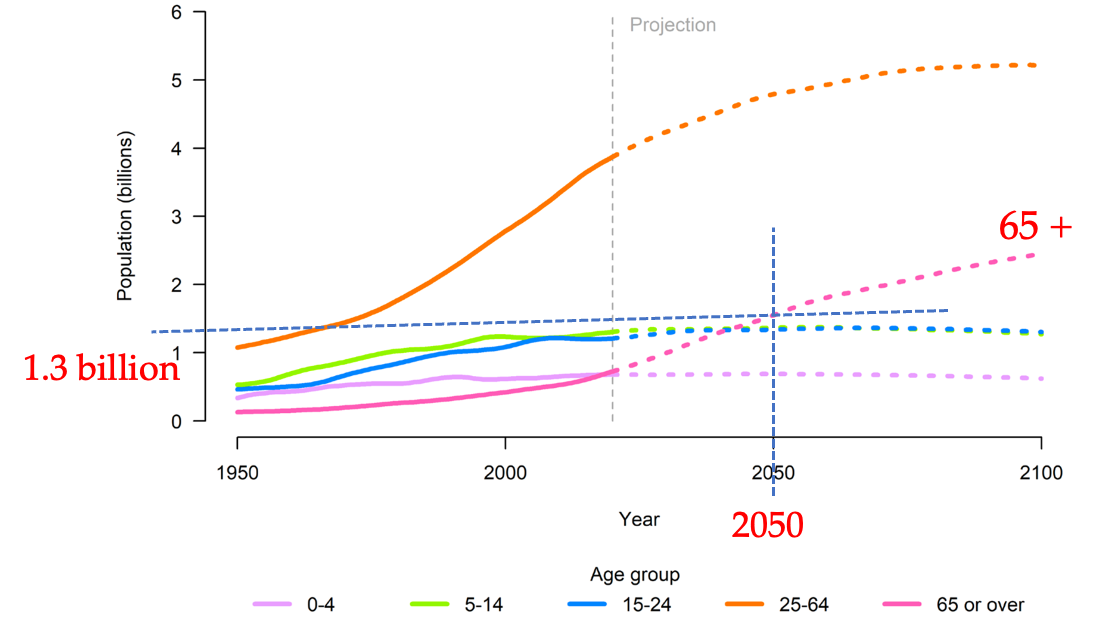 6
Projection
5
4
3
2
1
0
Population (billions)
65 +
1.3 billion
1950
2000
2050
2100
Year
2050
Age group
0-4
5-14
15-24
25-64
65 or over